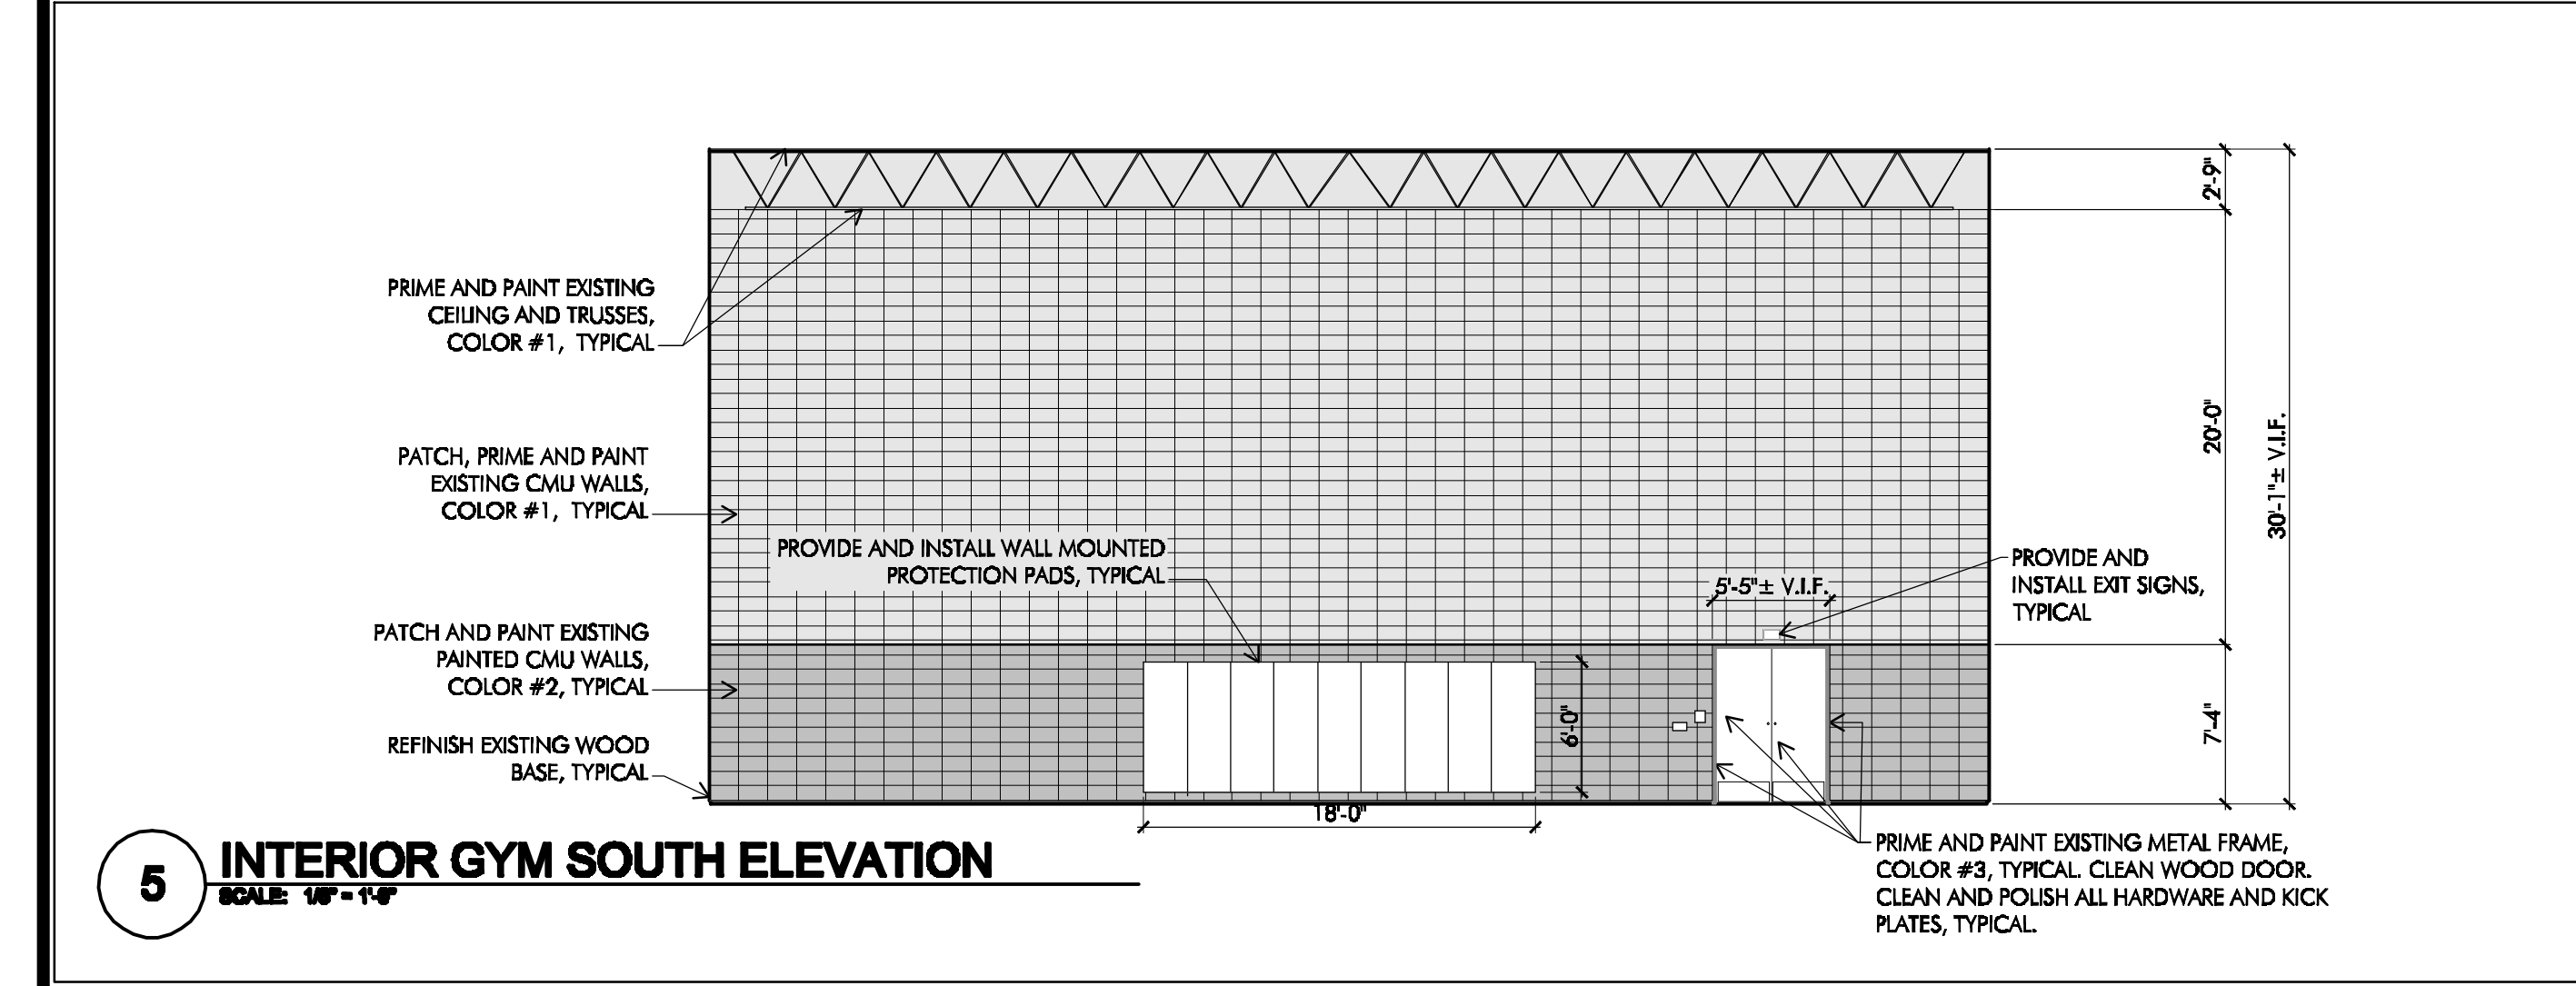 2'-9"
PRIME AND PAINT EXISTING
CEILING AND TRUSSES,
COLOR #1, TYPICAL
20'-0"
30'-1"± V.I.F.
PATCH, PRIME AND PAINT
EXISTING CMU WALLS,
COLOR #1, TYPICAL
PROVIDE AND INSTALL WALL MOUNTED
PROTECTION PADS, TYPICAL
5'-5"± V.I.F.
PROVIDE AND
INSTALL EXIT SIGNS,
TYPICAL
PATCH AND PAINT EXISTING
PAINTED CMU WALLS,
COLOR #2, TYPICAL
6'-0"
7'-4"
REFINISH EXISTING WOOD
BASE, TYPICAL
18'-0"
PRIME AND PAINT EXISTING METAL FRAME,
COLOR #3, TYPICAL. CLEAN WOOD DOOR.
CLEAN AND POLISH ALL HARDWARE AND KICK
PLATES, TYPICAL.
5
INTERIOR GYM SOUTH ELEVATION
SCALE: